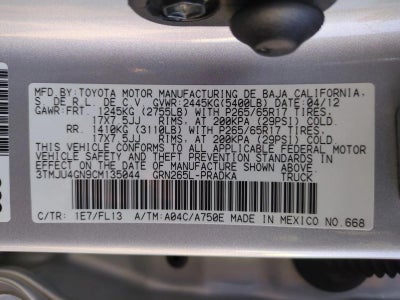 MFD. BY: TOYOTA MOTOR MANUFACTURING DE BAJA CALIFORNIA,
S. DE R.L. DE C.V. GVWR: 2445KG(5400LB) DATE: 04/12
GAWR: FRT. 1245KG (2755LB) WITH P265/65R17 TIRES,
17X7.5JJ RIMS, AT 200KPA (29PSI) COLD
RR. 1410KG (3110LB) WITH P265/65R17 TIRES,
17X7.5JJ RIMS, AT 200KPA (29PSI) COLD
THIS VEHICLE CONFORMS TO ALL APPLICABLE FEDERAL MOTOR
VEHICLE SAFETY STANDARDS IN EFFECT ON THE DATE
OF MANUFACTURE SHOWN ABOVE.
3TMJU4GN9CM135044 GRN265L-PRADKA TRUCK
C/TR: 1E7/FL13 A/TM: A04C/A750E MADE IN MEXICO NO.668